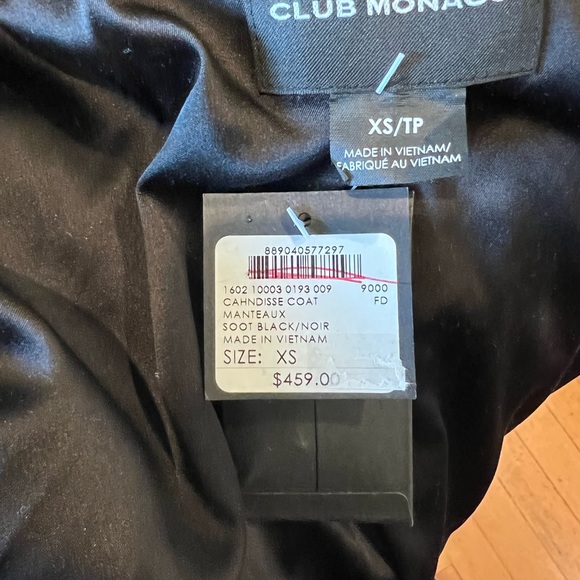 CLUB MONACO
XS/TP
MADE IN VIETNAM/
FABRIQUÉ AU VIETNAM
889040577297
1602 10003 0193 009 9000
CAHNDISSE COAT FD
MANTEAUX
SOOT BLACK/NOIR
MADE IN VIETNAM
SIZE: XS
$459.00